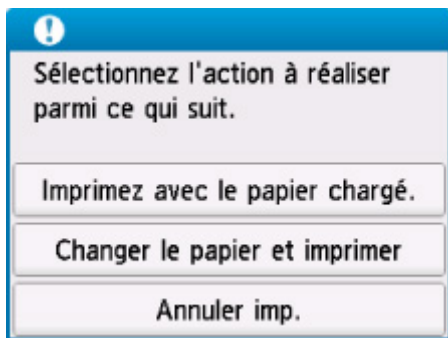 Sélectionnez l'action à réaliser
parmi ce qui suit.
Imprimez avec le papier chargé.
Changer le papier et imprimer
Annuler imp.